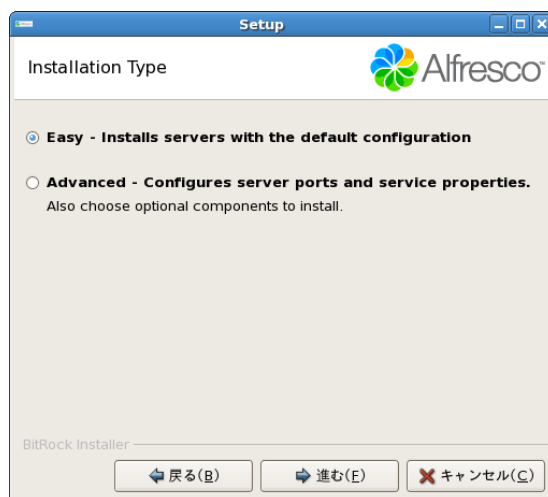 Setup
Installation Type
Alfresco™
Easy - Installs servers with the default configuration
Advanced - Configures server ports and service properties.
Also choose optional components to install.
BitRock Installer
戻る(B)
進む(F)
キャンセル(C)